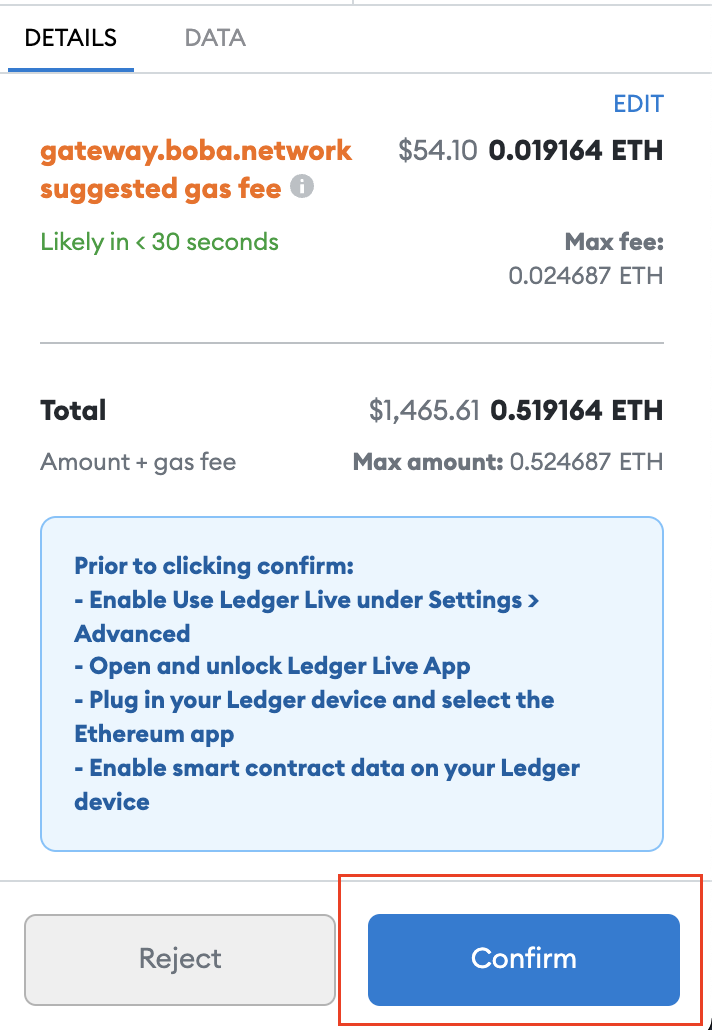 DETAILS DATA
EDIT
gateway.boba.network $54.10 0.019164 ETH
suggested gas fee i
Likely in < 30 seconds Max fee:
0.024687 ETH
Total $1,465.61 0.519164 ETH
Amount + gas fee Max amount: 0.524687 ETH
Prior to clicking confirm:
- Enable Use Ledger Live under Settings >
Advanced
- Open and unlock Ledger Live App
- Plug in your Ledger device and select the
Ethereum app
- Enable smart contract data on your Ledger
device
Reject Confirm